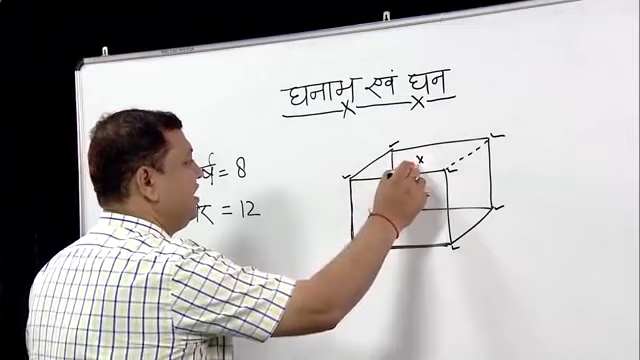 घनाभ एवं घन
= 8
= 12